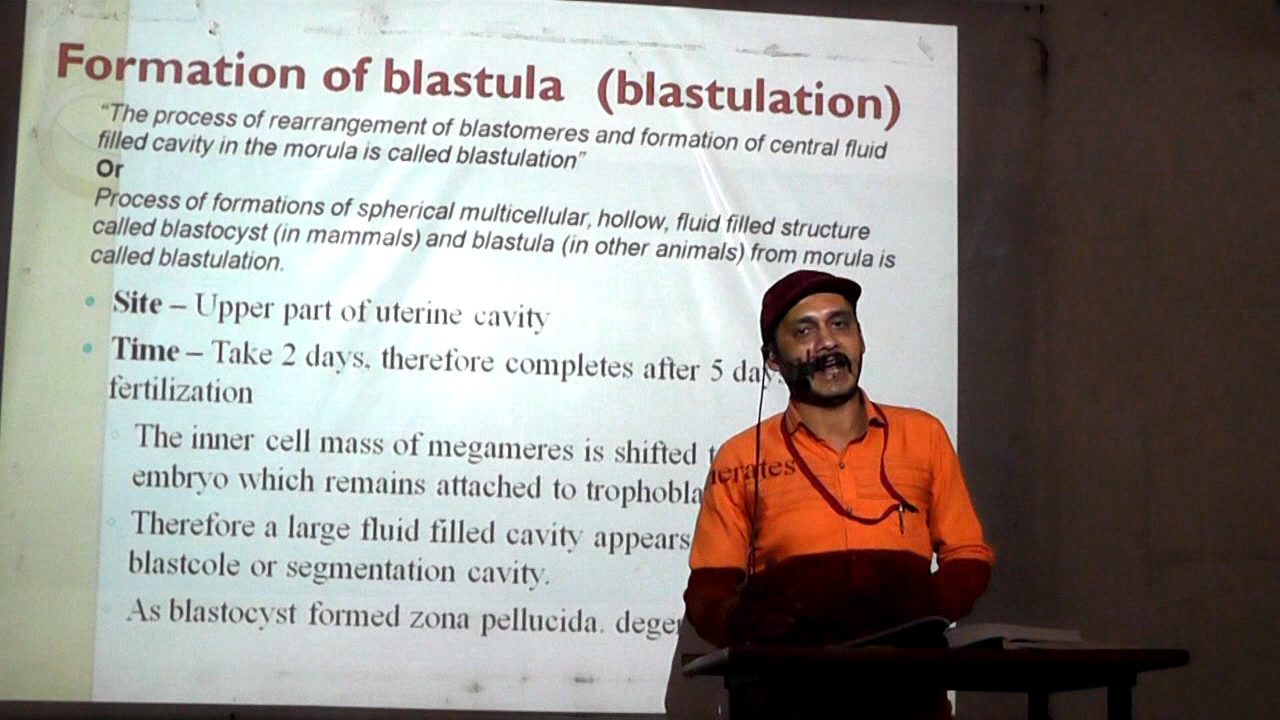 Formation of blastula (blastulation)
“The process of rearrangement of blastomeres and formation of central fluid
filled cavity in the morula is called blastulation”
Or
Process of formations of spherical multicellular, hollow, fluid filled structure
called blastocyst (in mammals) and blastula (in other animals) from morula is
called blastulation.
Site – Upper part of uterine cavity
Time – Take 2 days, therefore completes after 5
fertilization
The inner cell mass of megameres is shifted
embryo which remains attached to
Therefore a large fluid filled cavity appears
blastcole or segmentation cavity.
As blastocyst formed zona pellucida.